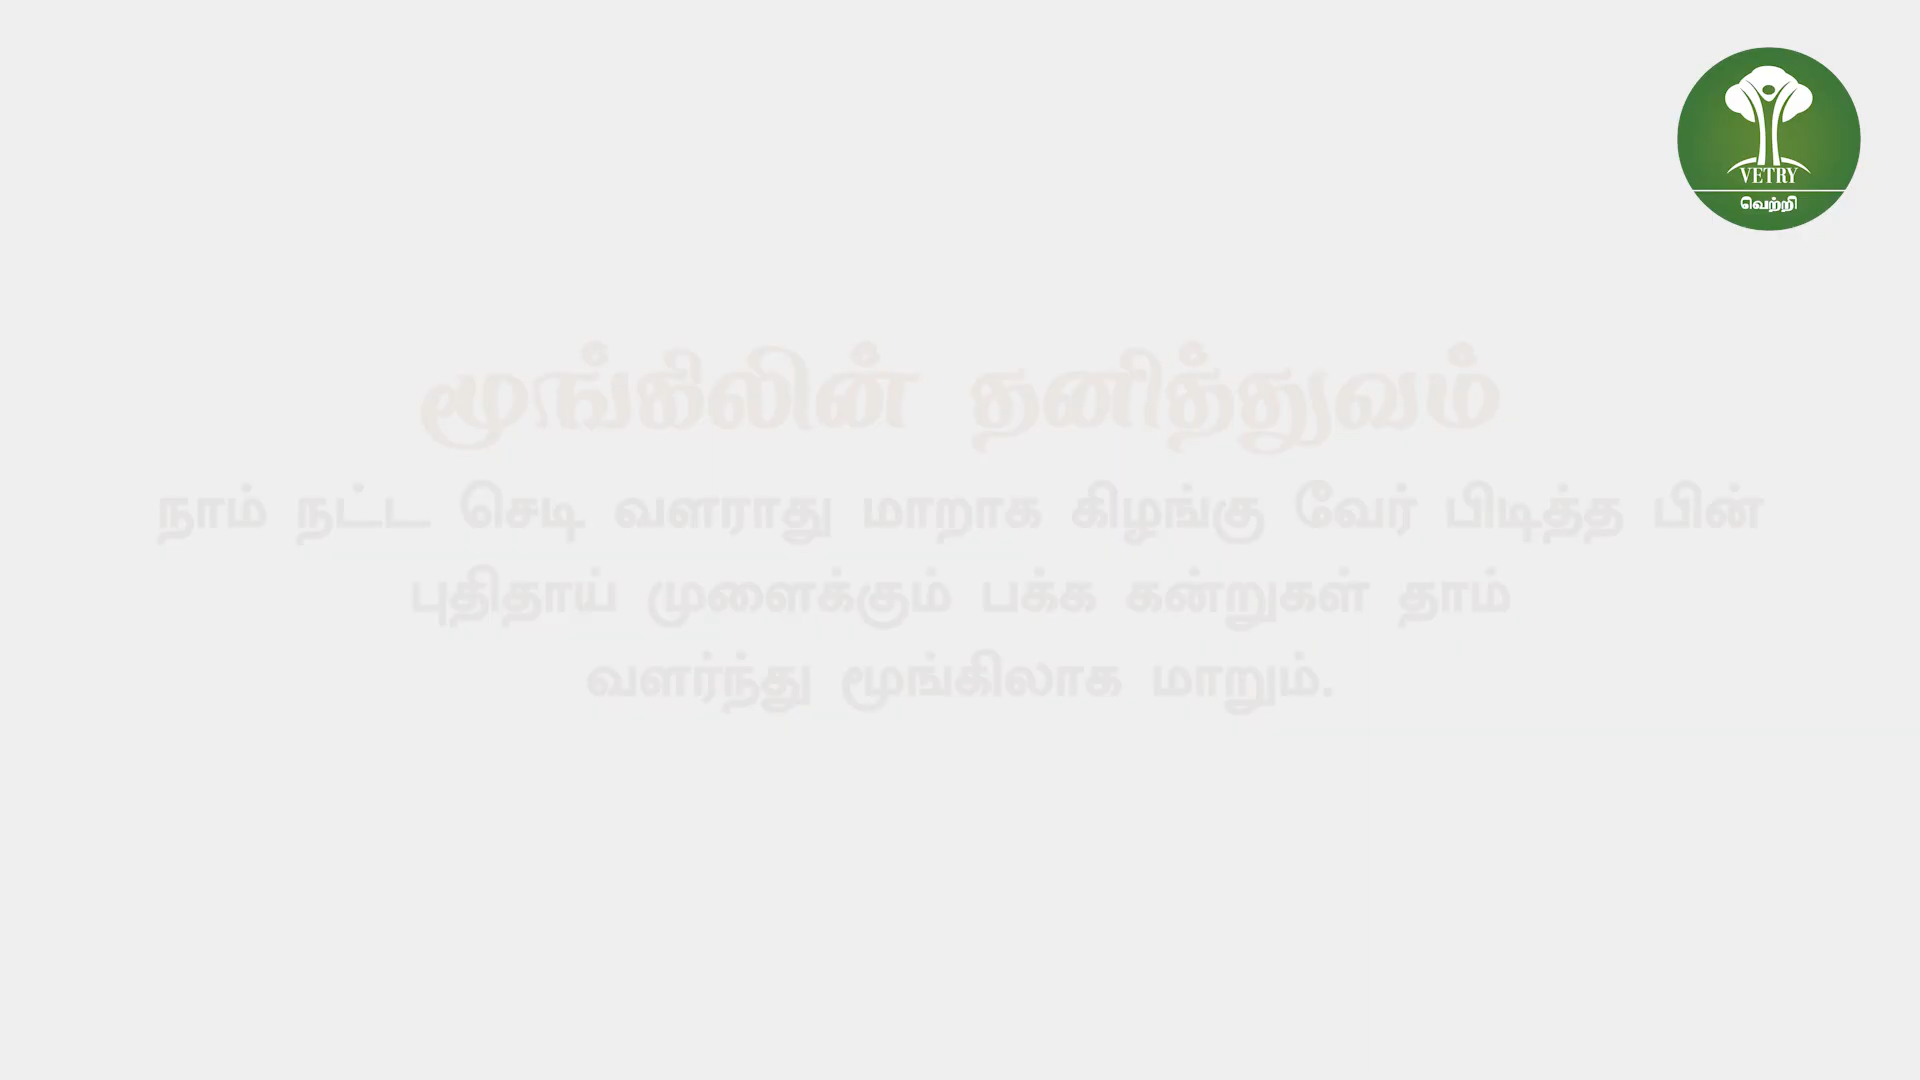 VETRY
வெற்றி
மூங்கிலின் தனித்துவம்
நாம் நட்ட செடி வளராது மாறாக கிழங்கு வேர் பிடித்த பின்
புதிதாய் முளைக்கும் பக்க கன்றுகள் தாம்
வளர்ந்து மூங்கிலாக மாறும்.